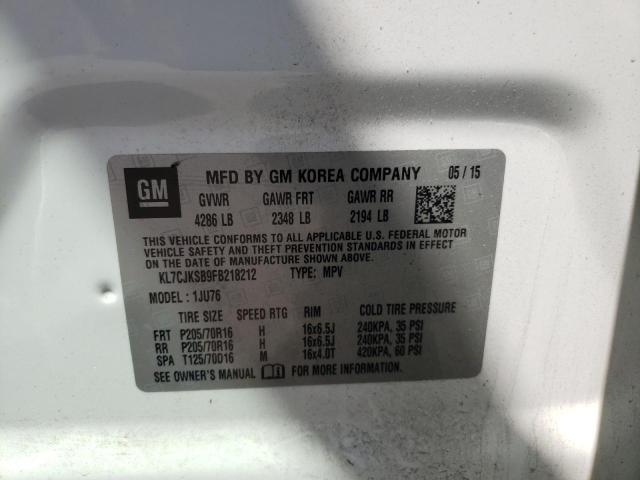 GM
MFD BY GM KOREA COMPANY 05 / 15
GVWR GAWR FRT GAWR RR
4286 LB 2348 LB 2194 LB
THIS VEHICLE CONFORMS TO ALL APPLICABLE U.S. FEDERAL MOTOR
VEHICLE SAFETY AND THEFT PREVENTION STANDARDS IN EFFECT
ON THE DATE OF MANUFACTURE SHOWN ABOVE.
KL7CJKSB9FB218212 TYPE: MPV
MODEL : 1JU76
TIRE SIZE SPEED RTG RIM COLD TIRE PRESSURE
FRT P205/70R16 H 16x6.5J 240KPA, 35 PSI
RR P205/70R16 H 16x6.5J 240KPA, 35 PSI
SPA T125/70D16 M 16x4.0T 420KPA, 60 PSI
SEE OWNER'S MANUAL FOR MORE INFORMATION.